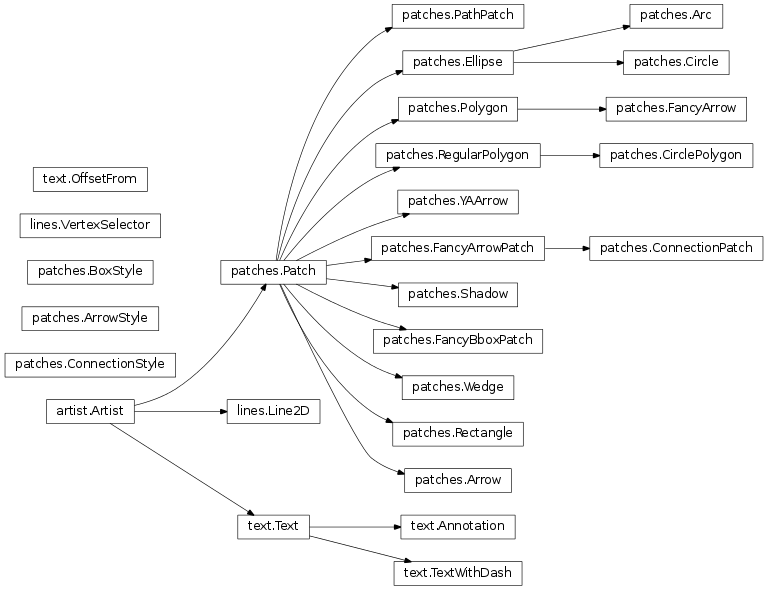 patches.PathPatch
patches.Arc
patches.Ellipse
patches.Circle
patches.Polygon
patches.FancyArrow
patches.RegularPolygon
patches.CirclePolygon
text.OffsetFrom
patches.YAArrow
lines.VertexSelector
patches.FancyArrowPatch
patches.ConnectionPatch
patches.BoxStyle
patches.Patch
patches.Shadow
patches.ArrowStyle
patches.FancyBboxPatch
patches.ConnectionStyle
patches.Wedge
artist.Artist
lines.Line2D
patches.Rectangle
patches.Arrow
text.Text
text.Annotation
text.TextWithDash